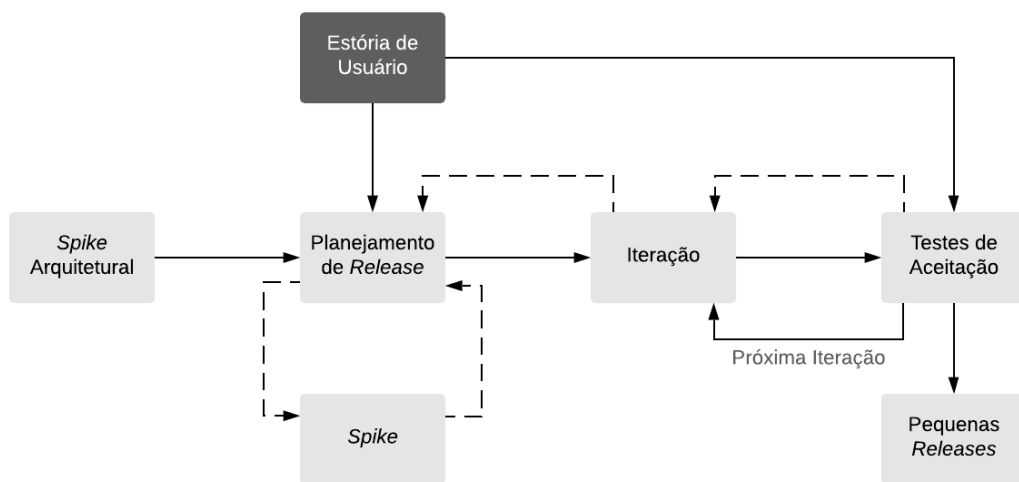 Estória de
Usuário
Spike
Arquitetural
Planejamento
de Release
Iteração
Testes de
Aceitação
Próxima Iteração
Spike
Pequenas
Releases